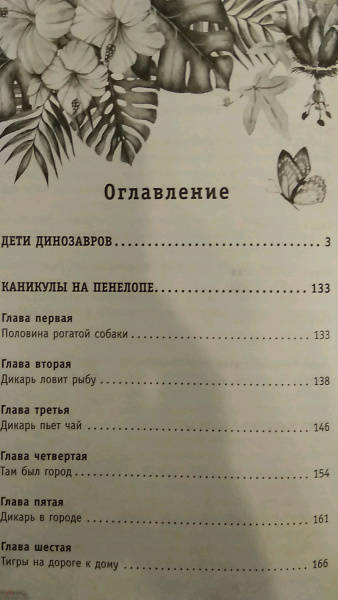 Оглавление
ДЕТИ ДИНОЗАВРОВ 3
КАНИКУЛЫ НА ПЕНЕЛОПЕ 133
Глава первая
Половина рогатой собаки 133
Глава вторая
Дикарь ловит рыбу 138
Глава третья
Дикарь пьет чай 146
Глава четвертая
Там был город 154
Глава пятая
Дикарь в городе 161
Глава шестая
Тигры на дороге к дому 166